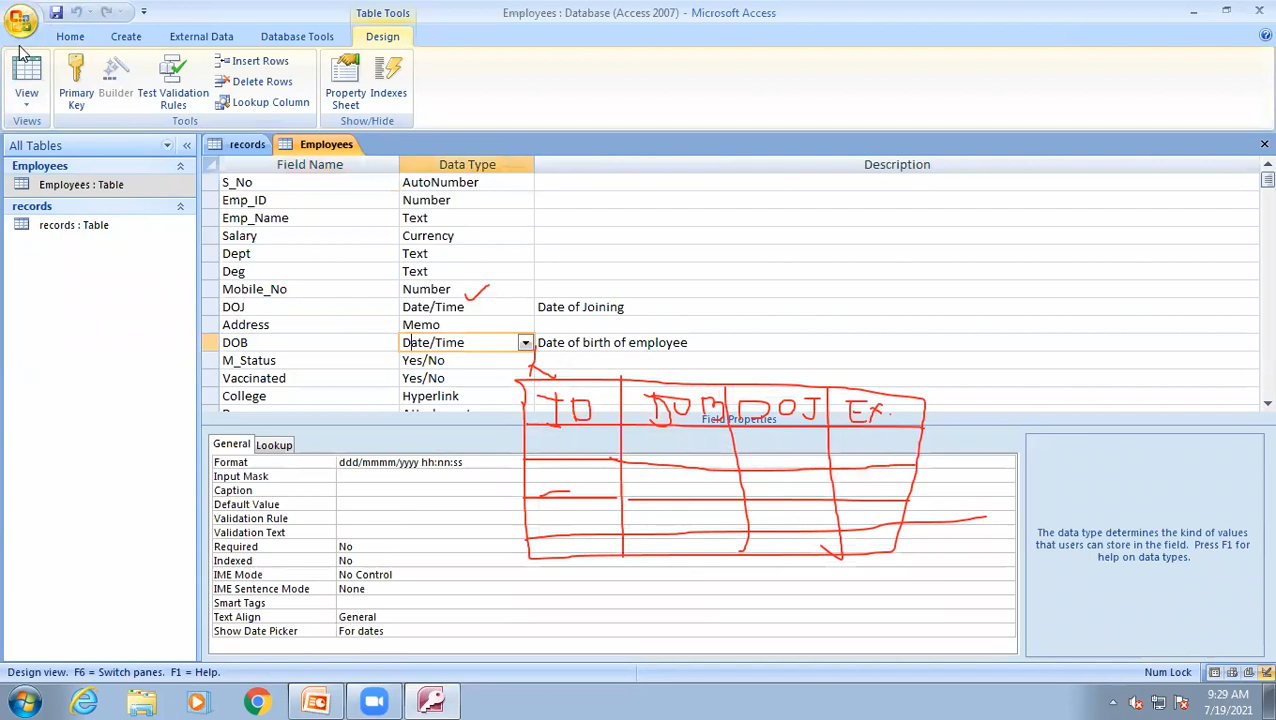 Table Tools
Employees : Database (Access 2007) - Microsoft Access
Home Create External Data Database Tools Design
View
Primary Key
Builder
Test Validation Rules
Insert Rows
Delete Rows
Lookup Column
Property Sheet
Indexes
Views Tools Show/Hide
All Tables
records Employees
Employees
Employees : Table
records
records : Table
Field Name Data Type Description
S_No AutoNumber
Emp_ID Number
Emp_Name Text
Salary Currency
Dept Text
Deg Text
Mobile_No Number
DOJ Date/Time Date of Joining
Address Memo
DOB Date/Time Date of birth of employee
M_Status Yes/No
Vaccinated Yes/No
College Hyperlink
ID DOB DOJ Ex.
Field Properties
General Lookup
Format ddd/mmmm/yyyy hh:nn:ss
Input Mask
Caption
Default Value
Validation Rule
Validation Text
Required No
Indexed No
IME Mode No Control
IME Sentence Mode None
Smart Tags
Text Align General
Show Date Picker For dates
The data type determines the kind of values
that users can store in the field. Press F1 for
help on data types.
Design view. F6 = Switch panes. F1 = Help.
Num Lock
9:29 AM
7/19/2021